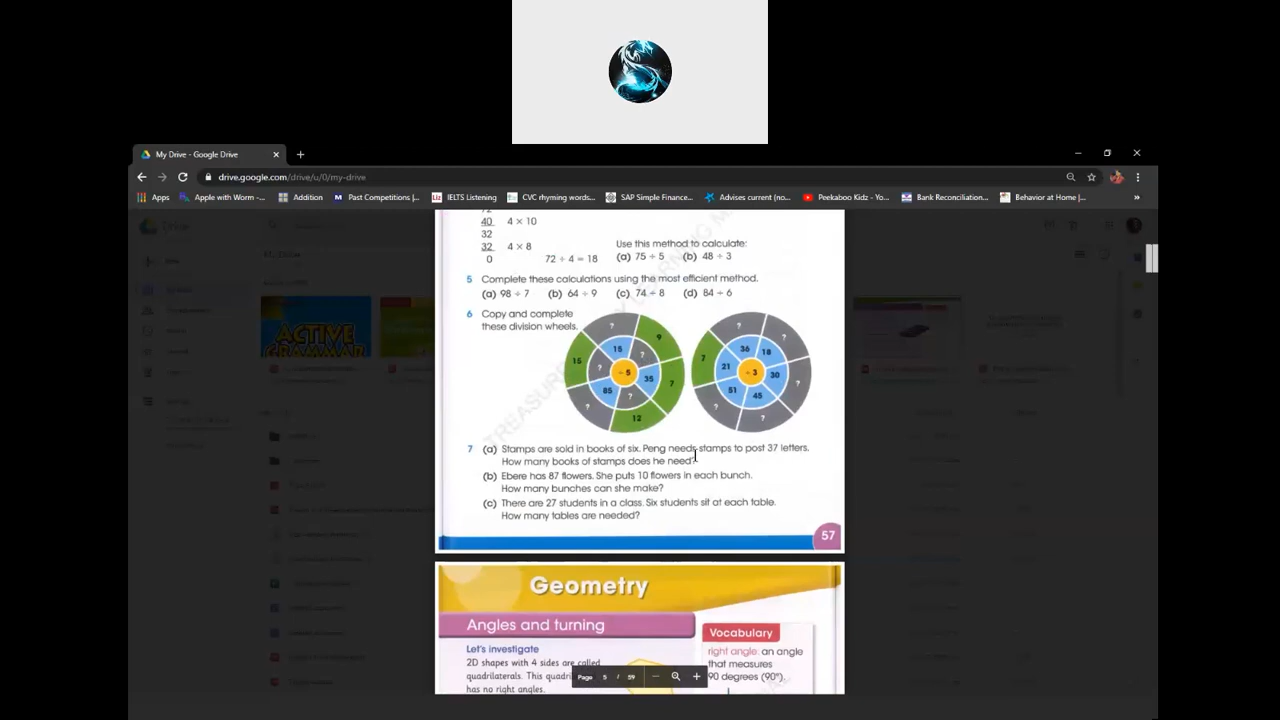 My Drive - Google Drive
drive.google.com/drive/u/0/my-drive
Apps Apple with Worm -... Addition Past Competitions |... Liz IELTS Listening CVC rhyming words... SAP Simple Finance... Advises current (no... Peekaboo Kidz - Yo... Bank Reconciliation... Behavior at Home |... »
40 4 × 10
32
32 4 × 8
0 72 ÷ 4 = 18
Use this method to calculate:
(a) 75 ÷ 5 (b) 48 ÷ 3
5 Complete these calculations using the most efficient method.
(a) 98 ÷ 7 (b) 64 ÷ 9 (c) 74 ÷ 8 (d) 84 ÷ 6
6 Copy and complete
these division wheels.
? 9 7 12 ? 15
15 ? 35 ? 85 ?
÷ 5
? ? ? ? ? 7
36 18 30 45 51 21
÷ 3
7 (a) Stamps are sold in books of six. Peng needs stamps to post 37 letters.
How many books of stamps does he need?
(b) Ebere has 87 flowers. She puts 10 flowers in each bunch.
How many bunches can she make?
(c) There are 27 students in a class. Six students sit at each table.
How many tables are needed?
57
Geometry
Angles and turning
Let's investigate
2D shapes with 4 sides are called
quadrilaterals. This quadri
has no right angles.
Vocabulary
right angle: an angle
that measures
90 degrees (90°).
Page 5 / 59
ACTIVE
GRAMMAR